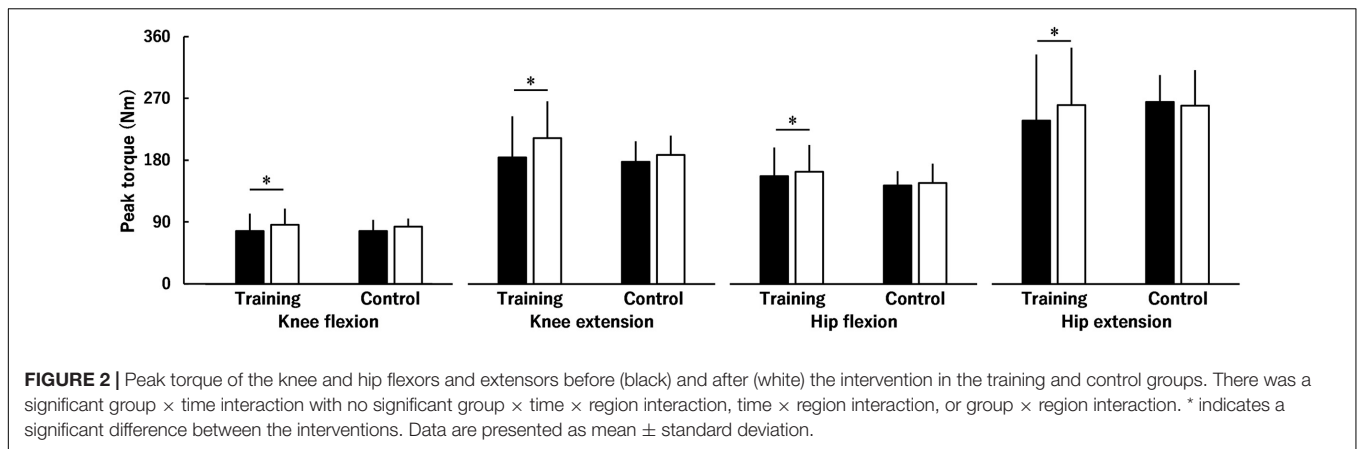 360
270
180
90
0
Peak torque (Nm)
*
*
*
*
Training Control Training Control Training Control Training Control
Knee flexion Knee extension Hip flexion Hip extension
FIGURE 2 | Peak torque of the knee and hip flexors and extensors before (black) and after (white) the intervention in the training and control groups. There was a
significant group × time interaction with no significant group × time × region interaction, time × region interaction, or group × region interaction. * indicates a
significant difference between the interventions. Data are presented as mean ± standard deviation.